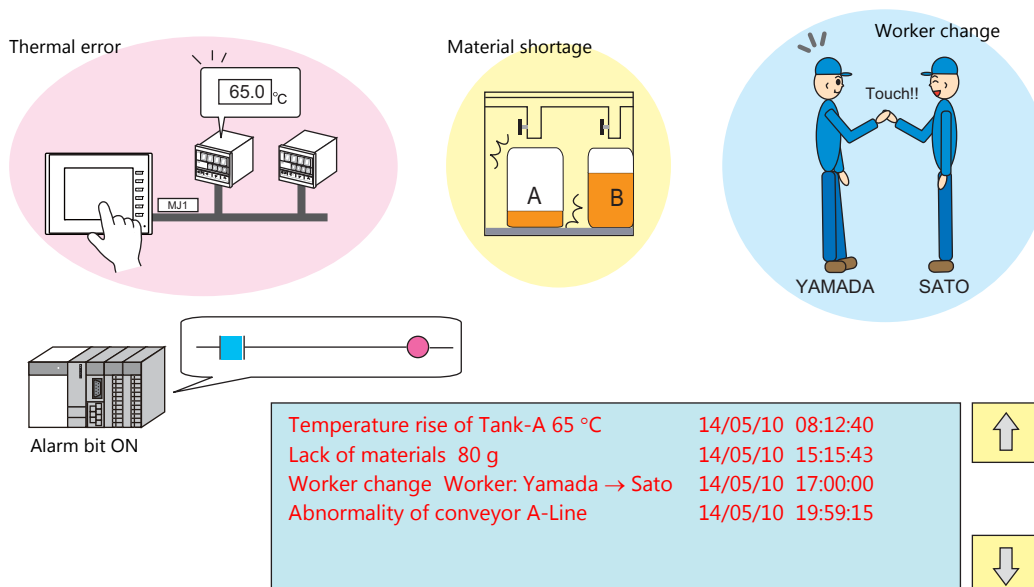 Thermal error
65.0 °C
MJ1
Material shortage
A
B
Worker change
Touch!!
YAMADA
SATO
Alarm bit ON
Temperature rise of Tank-A 65 °C 14/05/10 08:12:40
Lack of materials 80 g 14/05/10 15:15:43
Worker change Worker: Yamada → Sato 14/05/10 17:00:00
Abnormality of conveyor A-Line 14/05/10 19:59:15